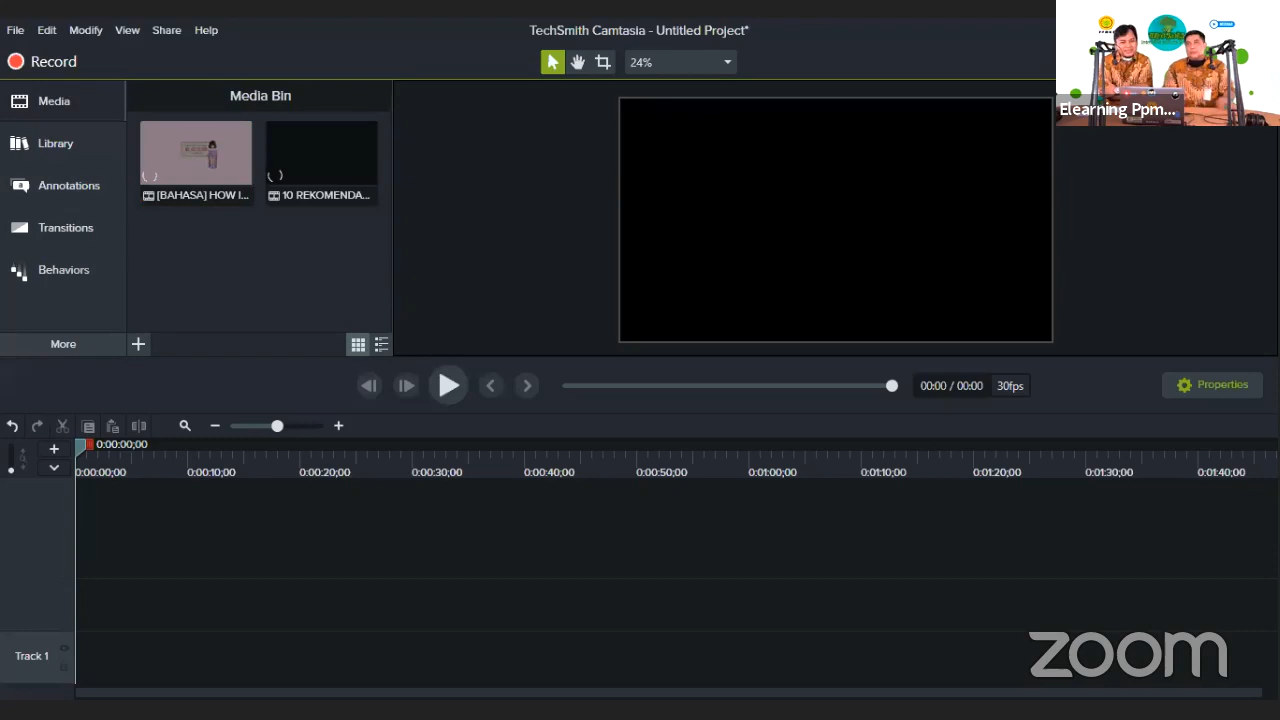 File Edit Modify View Share Help
TechSmith Camtasia - Untitled Project*
Record
24%
Elearning Ppm...
Media
Library
Annotations
Transitions
Behaviors
More
Media Bin
[BAHASA] HOW I...
10 REKOMENDA...
00:00 / 00:00
30fps
Properties
0:00:00;00
0:00:00;00 0:00:10;00 0:00:20;00 0:00:30;00 0:00:40;00 0:00:50;00 0:01:00;00 0:01:10;00 0:01:20;00 0:01:30;00 0:01:40;00
Track 1
zoom